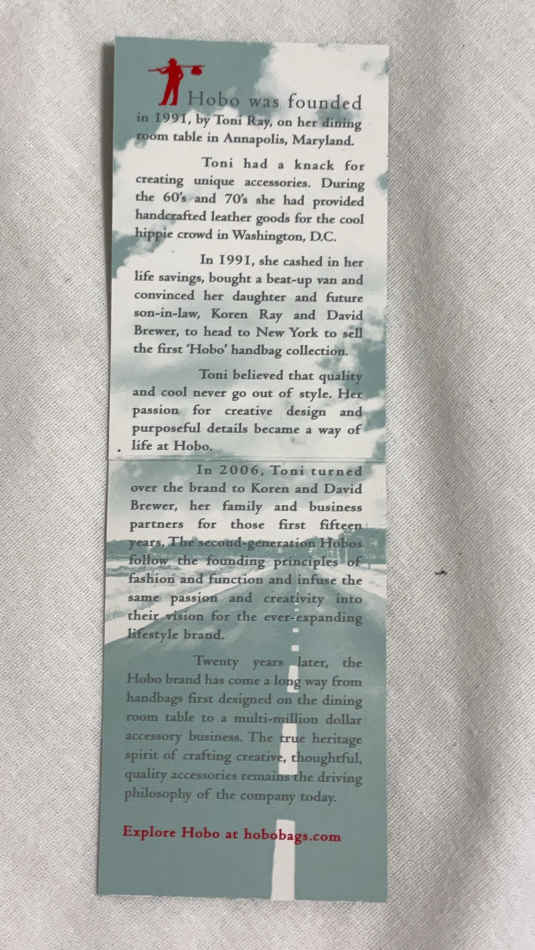 Hobo was founded
in 1991, by Toni Ray, on her dining
room table in Annapolis, Maryland.
Toni had a knack for
creating unique accessories. During
the 60's and 70's she had provided
handcrafted leather goods for the cool
hippie crowd in Washington, D.C.
In 1991, she cashed in her
life savings, bought a beat-up van and
convinced her daughter and future
son-in-law, Koren Ray and David
Brewer, to head to New York to sell
the first 'Hobo' handbag collection.
Toni believed that quality
and cool never go out of style. Her
passion for creative design and
purposeful details became a way of
life at Hobo.
In 2006, Toni turned
over the brand to Koren and David
Brewer, her family and business
partners for those first fifteen
years. The second-generation Hobos
follow the founding principles of
fashion and function and infuse the
same passion and creativity into
their vision for the ever-expanding
lifestyle brand.
Twenty years later, the
Hobo brand has come a long way from
handbags first designed on the dining
room table to a multi-million dollar
accessory business. The true heritage
spirit of crafting creative, thoughtful,
quality accessories remains the driving
philosophy of the company today.
Explore Hobo at hobobags.com